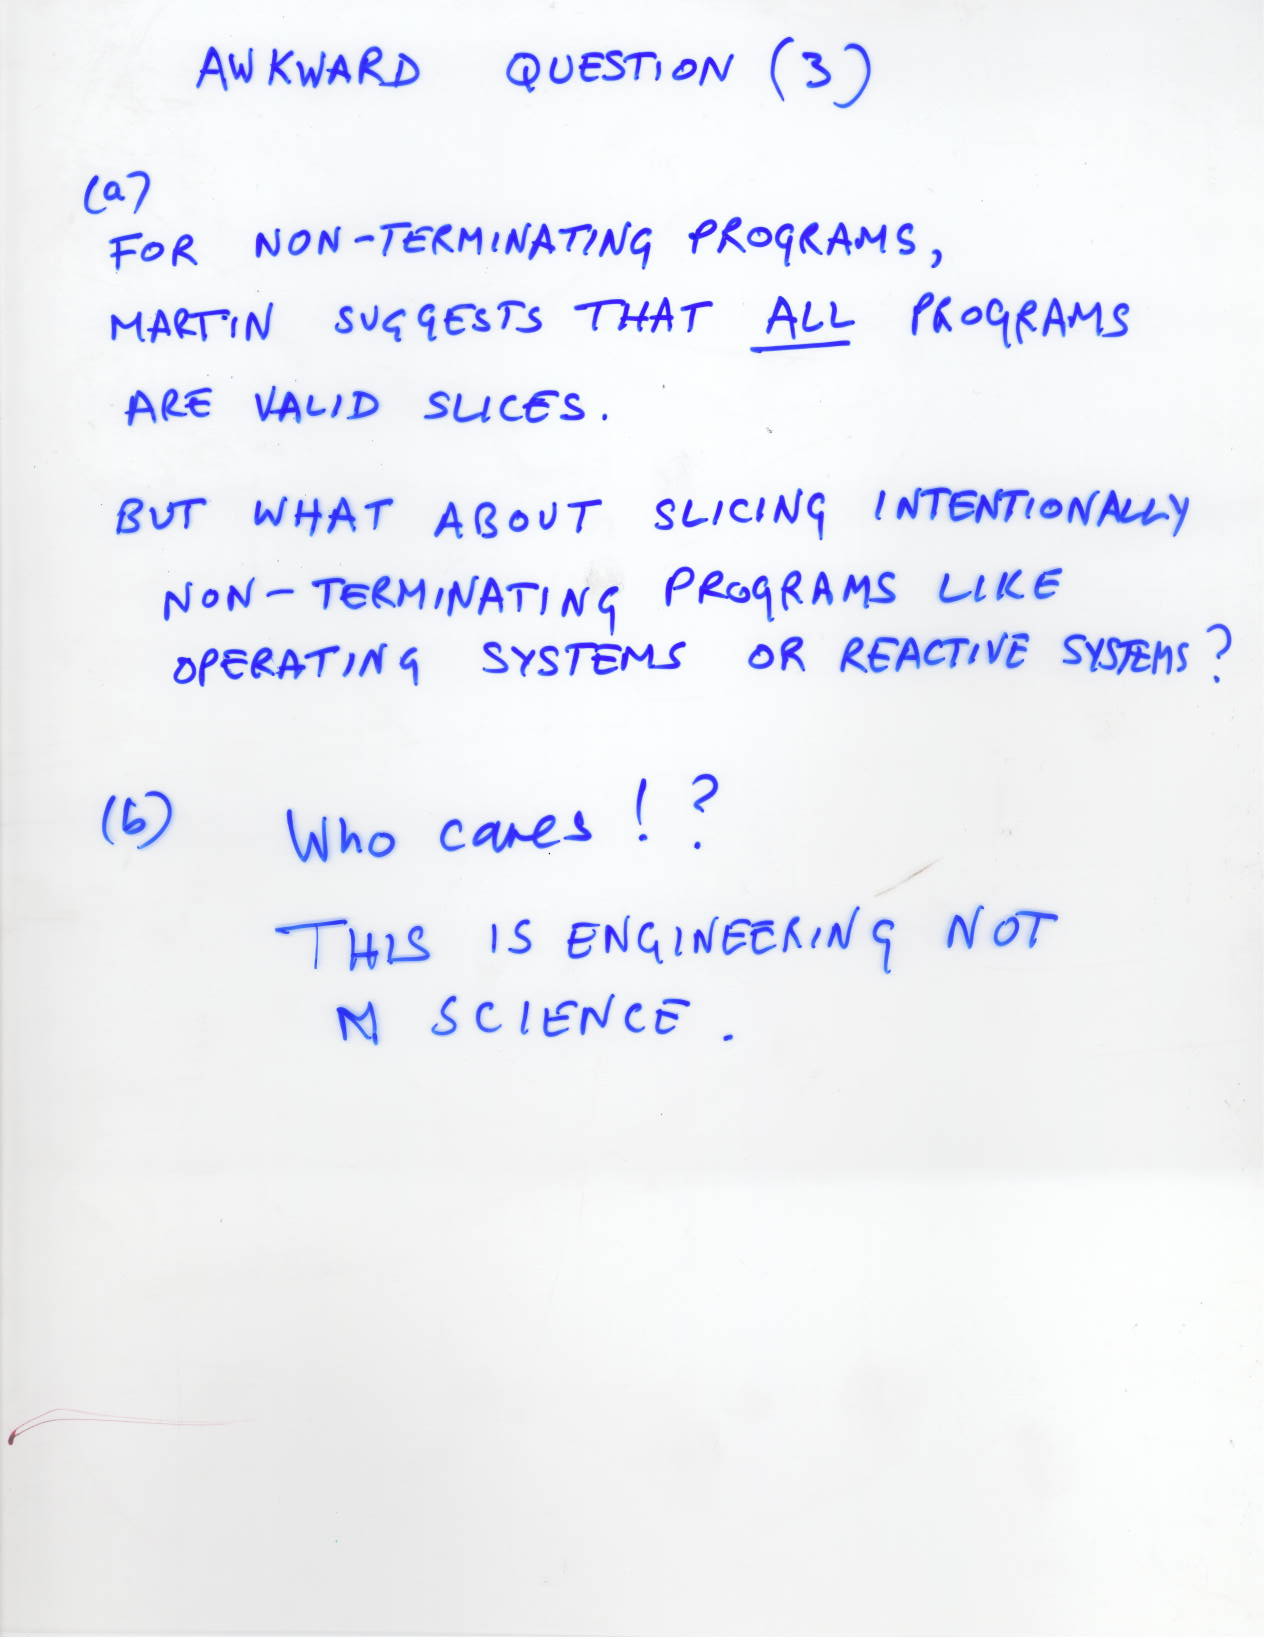 AWKWARD QUESTION (3)
(a)
FOR NON-TERMINATING PROGRAMS,
MARTIN SUGGESTS THAT ALL PROGRAMS
ARE VALID SLICES.
BUT WHAT ABOUT SLICING INTENTIONALLY
NON-TERMINATING PROGRAMS LIKE
OPERATING SYSTEMS OR REACTIVE SYSTEMS?
(b) Who cares!?
THIS IS ENGINEERING NOT
SCIENCE.